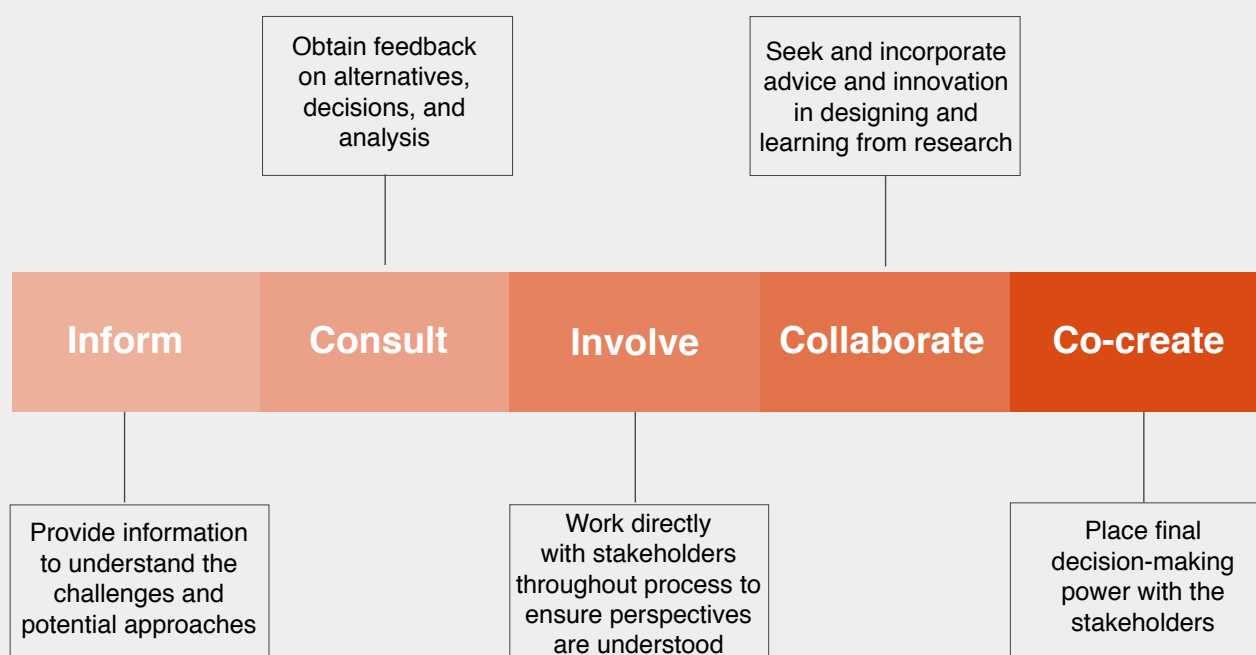 Obtain feedback
on alternatives,
decisions, and
analysis
Seek and incorporate
advice and innovation
in designing and
learning from research
Inform
Consult
Involve
Collaborate
Co-create
Provide information
to understand the
challenges and
potential approaches
Work directly
with stakeholders
throughout process to
ensure perspectives
are understood
Place final
decision-making
power with the
stakeholders